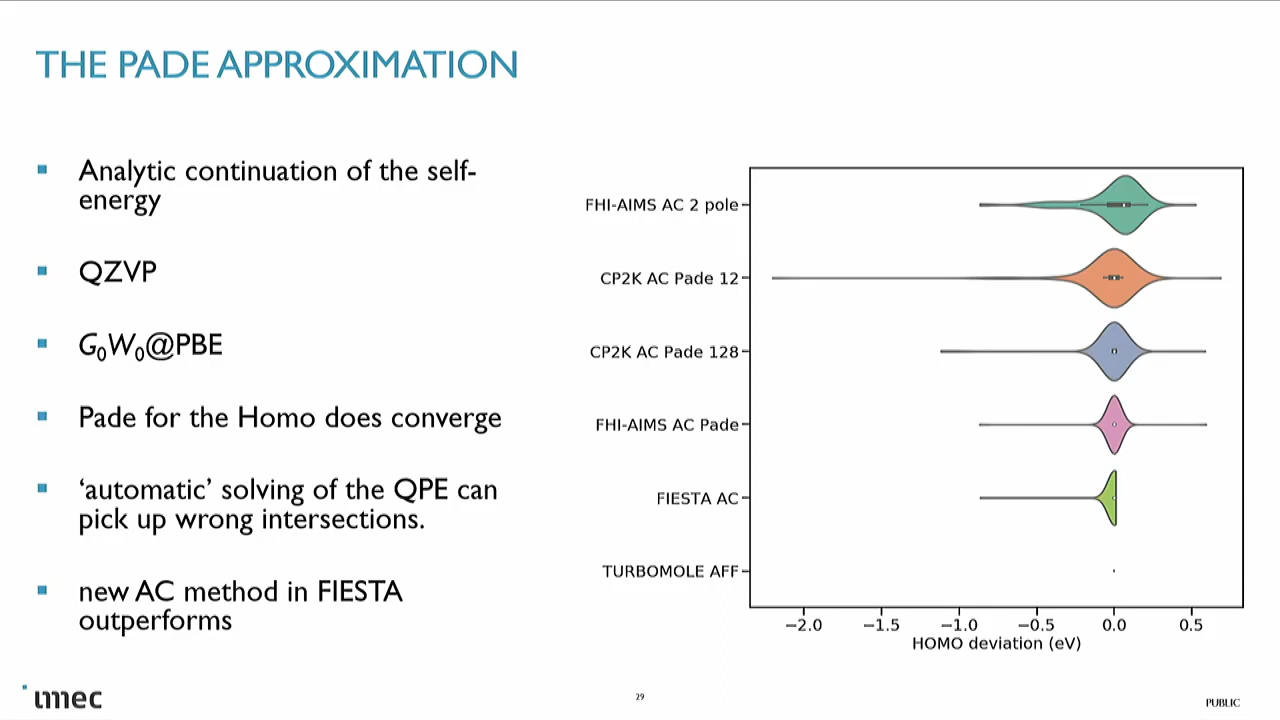 THE PADE APPROXIMATION
▪ Analytic continuation of the self-
energy
▪ QZVP
▪ G₀W₀@PBE
▪ Pade for the Homo does converge
▪ ‘automatic’ solving of the QPE can
pick up wrong intersections.
▪ new AC method in FIESTA
outperforms
FHI-AIMS AC 2 pole
CP2K AC Pade 12
CP2K AC Pade 128
FHI-AIMS AC Pade
FIESTA AC
TURBOMOLE AFF
−2.0 −1.5 −1.0 −0.5 0.0 0.5
HOMO deviation (eV)
imec
29
PUBLIC